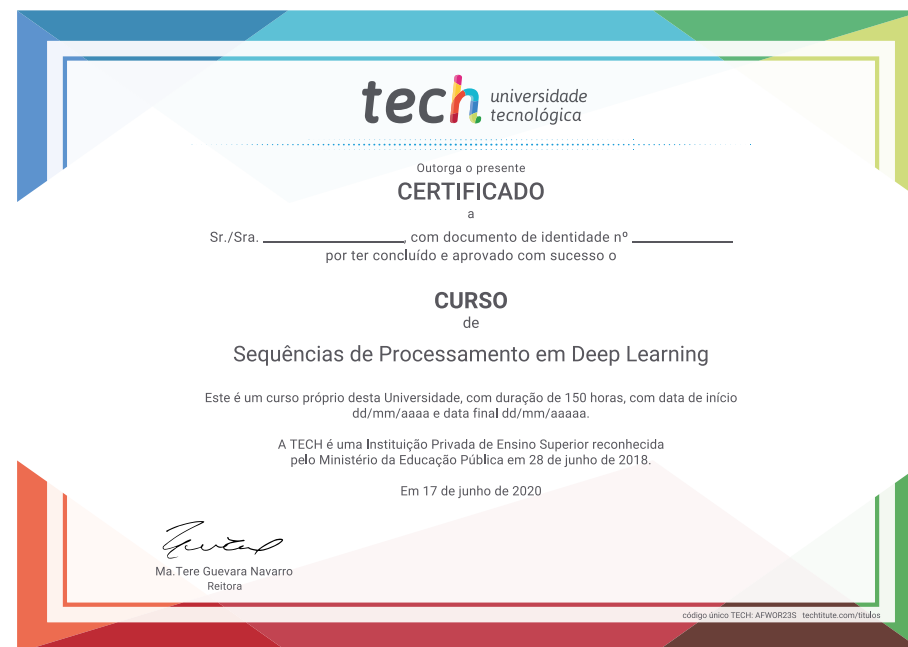 tech universidade
tecnológica
Outorga o presente
CERTIFICADO
a
Sr./Sra. ________________, com documento de identidade nº ____________
por ter concluído e aprovado com sucesso o
CURSO
de
Sequências de Processamento em Deep Learning
Este é um curso próprio desta Universidade, com duração de 150 horas, com data de início
dd/mm/aaaa e data final dd/mm/aaaaa.
A TECH é uma Instituição Privada de Ensino Superior reconhecida
pelo Ministério da Educação Pública em 28 de junho de 2018.
Em 17 de junho de 2020
Ma.Tere Guevara Navarro
Reitora
código único TECH: AFWOR23S techtitute.com/titulos